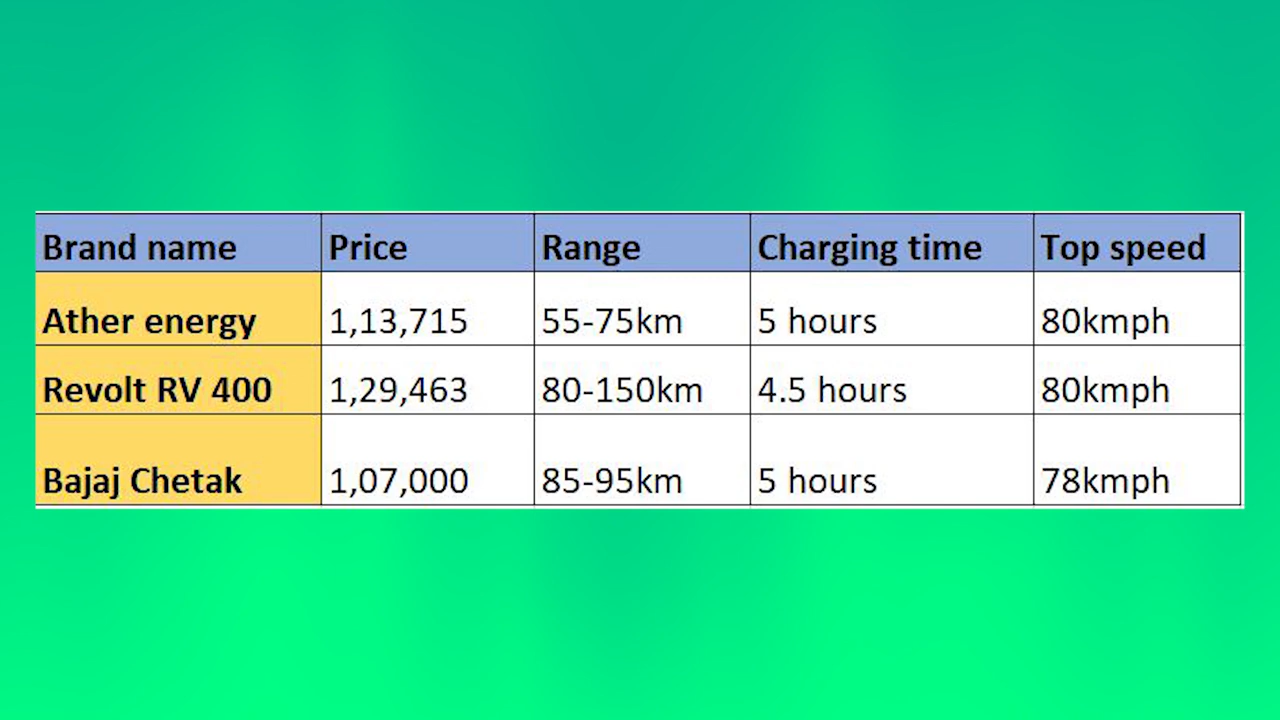 Brand name Price Range Charging time Top speed
Ather energy 1,13,715 55-75km 5 hours 80kmph
Revolt RV 400 1,29,463 80-150km 4.5 hours 80kmph
Bajaj Chetak 1,07,000 85-95km 5 hours 78kmph